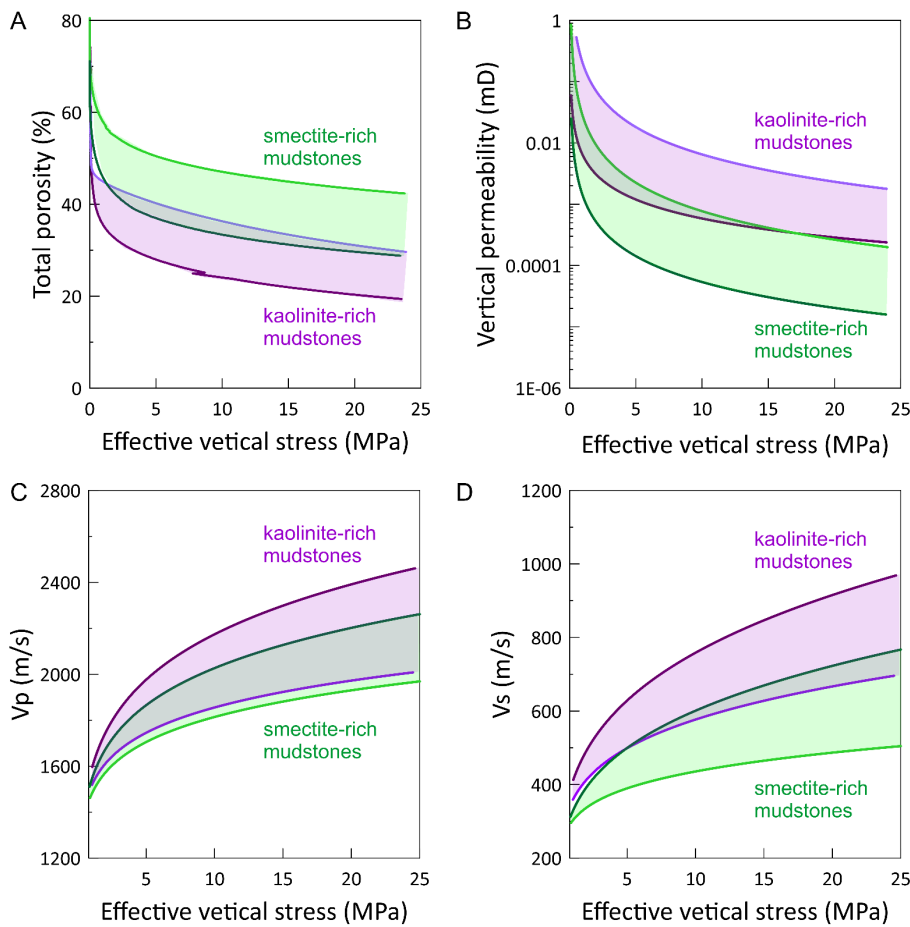 A
80
60
40
20
0
Total porosity (%)
smectite-rich
mudstones
kaolinite-rich
mudstones
0 5 10 15 20 25
Effective vetical stress (MPa)
B
1
0.01
0.0001
1E-06
Vertical permeability (mD)
kaolinite-rich
mudstones
smectite-rich
mudstones
0 5 10 15 20 25
Effective vetical stress (MPa)
C
2800
2400
2000
1600
1200
Vp (m/s)
kaolinite-rich
mudstones
smectite-rich
mudstones
5 10 15 20 25
Effective vetical stress (MPa)
D
1200
1000
800
600
400
200
Vs (m/s)
kaolinite-rich
mudstones
smectite-rich
mudstones
5 10 15 20 25
Effective vetical stress (MPa)